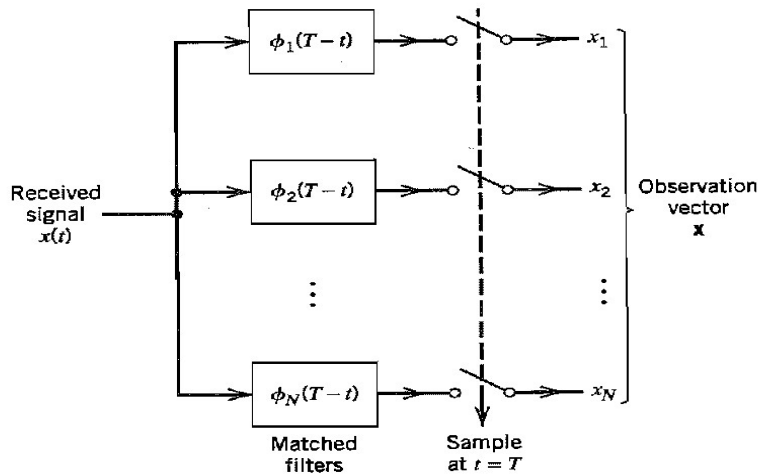 ϕ₁(T − t)
x₁
ϕ₂(T − t)
x₂
Received
signal
x(t)
Observation
vector
x
⋮
⋮
ϕN(T − t)
xN
Matched
filters
Sample
at t = T